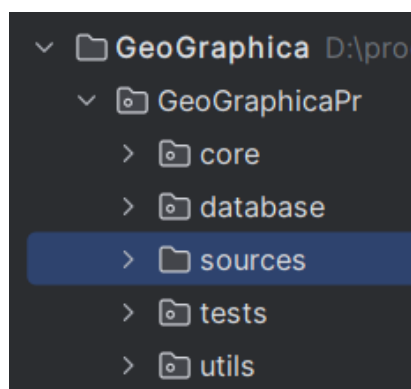 GeoGraphica D:\pro
GeoGraphicaPr
core
database
sources
tests
utils